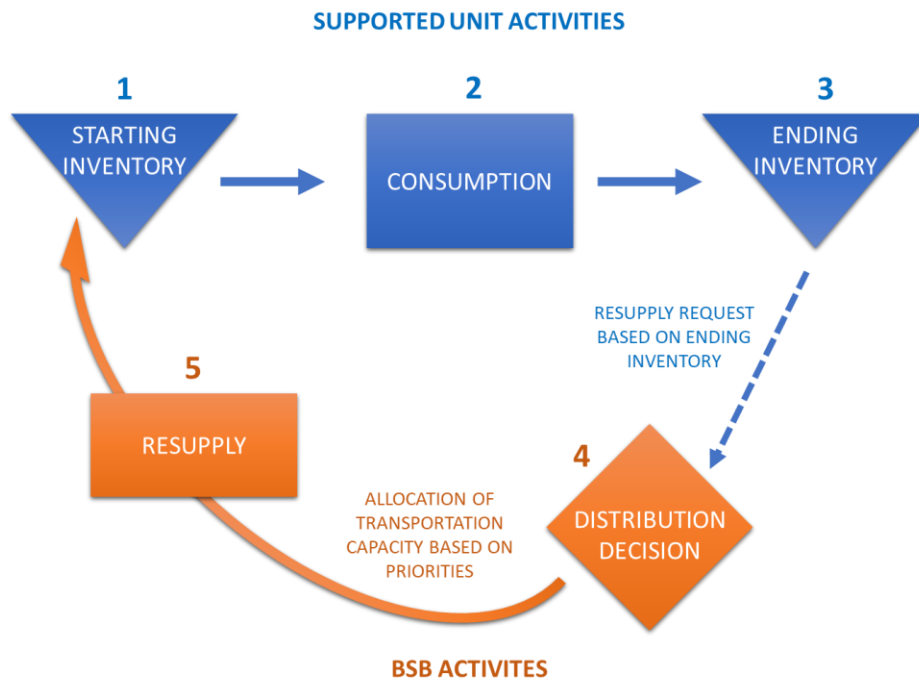 SUPPORTED UNIT ACTIVITIES
1
STARTING
INVENTORY
2
CONSUMPTION
3
ENDING
INVENTORY
RESUPPLY REQUEST
BASED ON ENDING
INVENTORY
4
DISTRIBUTION
DECISION
ALLOCATION OF
TRANSPORTATION
CAPACITY BASED ON
PRIORITIES
5
RESUPPLY
BSB ACTIVITES